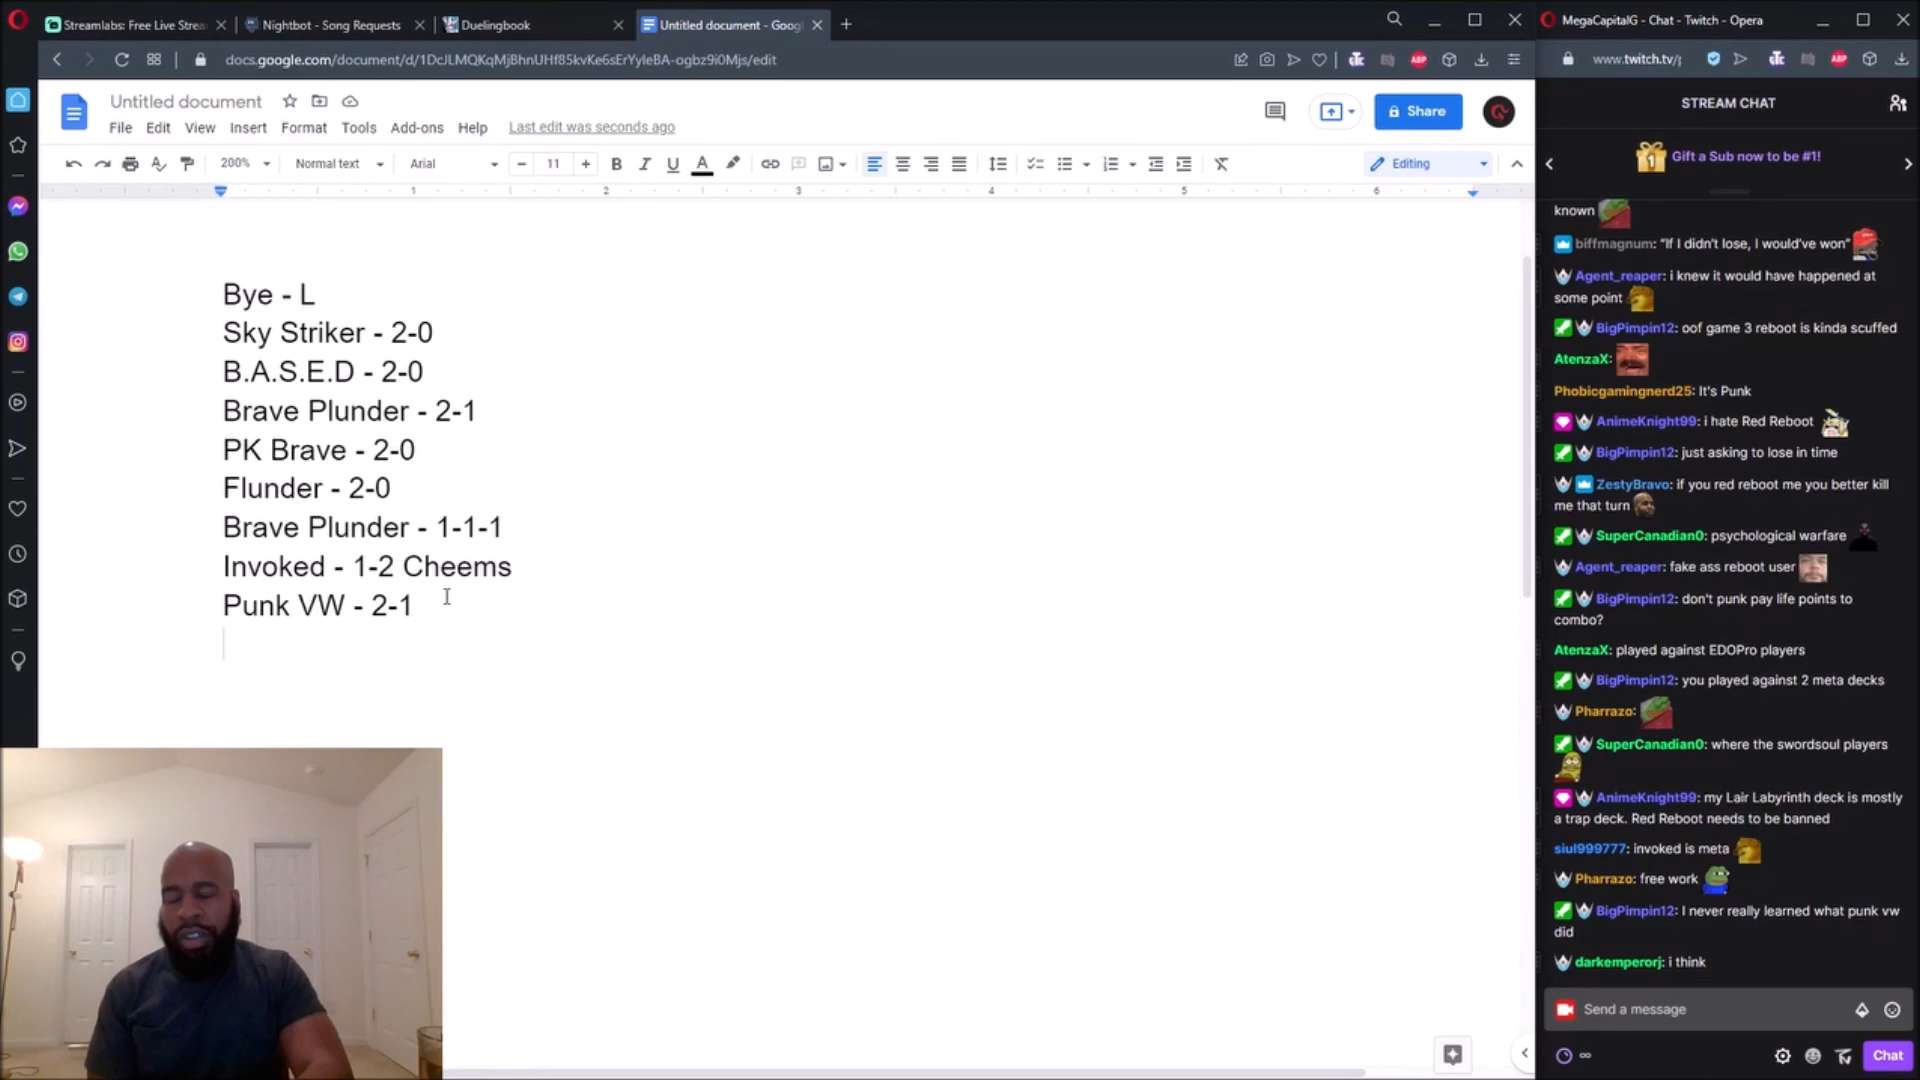 Streamlabs: Free Live Strea
Nightbot - Song Requests
Duelingbook
Untitled document - Goog
MegaCapitalG - Chat - Twitch - Opera
docs.google.com/document/d/1DcJLMQKqMjBhnUHf85kvKe6sErYyleBA-ogbz9i0Mjs/edit
www.twitch.tv/p
Untitled document
File Edit View Insert Format Tools Add-ons Help Last edit was seconds ago
Share
200% Normal text Arial 11 Editing
1 2 3 4 5 6
Bye - L
Sky Striker - 2-0
B.A.S.E.D - 2-0
Brave Plunder - 2-1
PK Brave - 2-0
Flunder - 2-0
Brave Plunder - 1-1-1
Invoked - 1-2 Cheems
Punk VW - 2-1
STREAM CHAT
1 Gift a Sub now to be #1!
known
biffmagnum: "If I didn't lose, I would've won"
Agent_reaper: i knew it would have happened at
some point
BigPimpin12: oof game 3 reboot is kinda scuffed
AtenzaX:
Phobicgamingnerd25: It's Punk
AnimeKnight99: i hate Red Reboot
BigPimpin12: just asking to lose in time
ZestyBravo: if you red reboot me you better kill
me that turn
SuperCanadian0: psychological warfare
Agent_reaper: fake ass reboot user
BigPimpin12: don't punk pay life points to
combo?
AtenzaX: played against EDOPro players
BigPimpin12: you played against 2 meta decks
Pharrazo:
SuperCanadian0: where the swordsoul players
AnimeKnight99: my Lair Labyrinth deck is mostly
a trap deck. Red Reboot needs to be banned
siul999777: invoked is meta
Pharrazo: free work
BigPimpin12: I never really learned what punk vw
did
darkemperorj: i think
Send a message
Chat